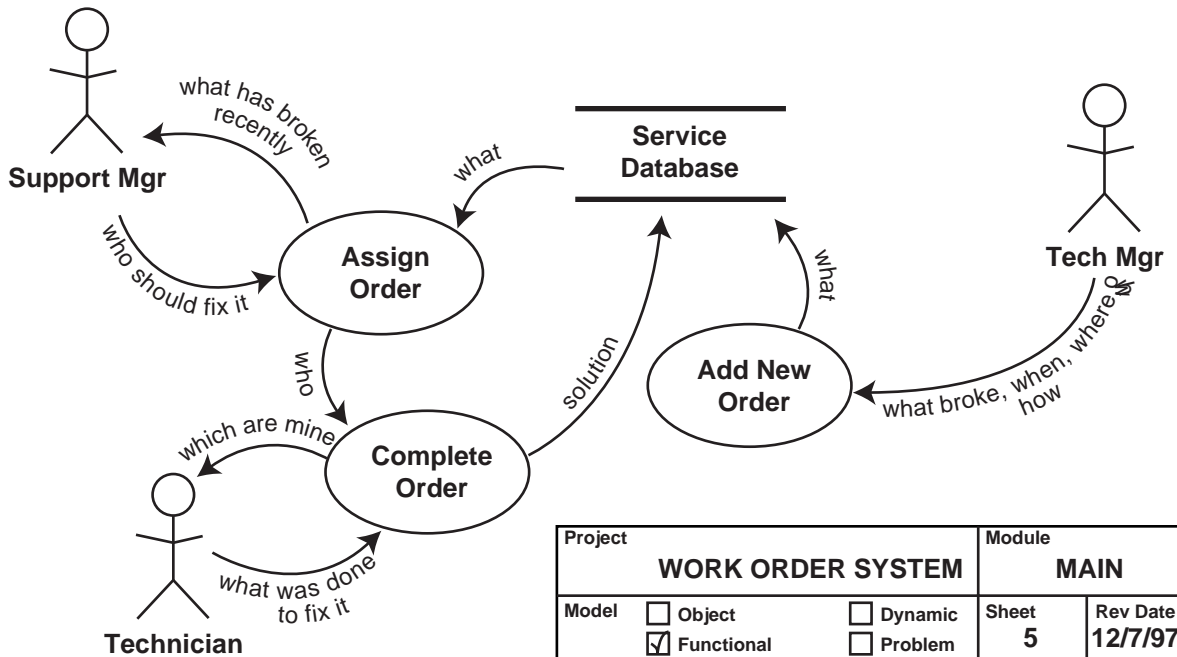 what has broken
recently
Support Mgr
who should fix it
what
Service
Database
Tech Mgr
Assign
Order
what
what broke, when, where
how
who
solution
Add New
Order
which are mine
Complete
Order
what was done
to fix it
Technician
Project
WORK ORDER SYSTEM
Module
MAIN
Model
Object
Dynamic
Functional
Problem
Sheet
5
Rev Date
12/7/97